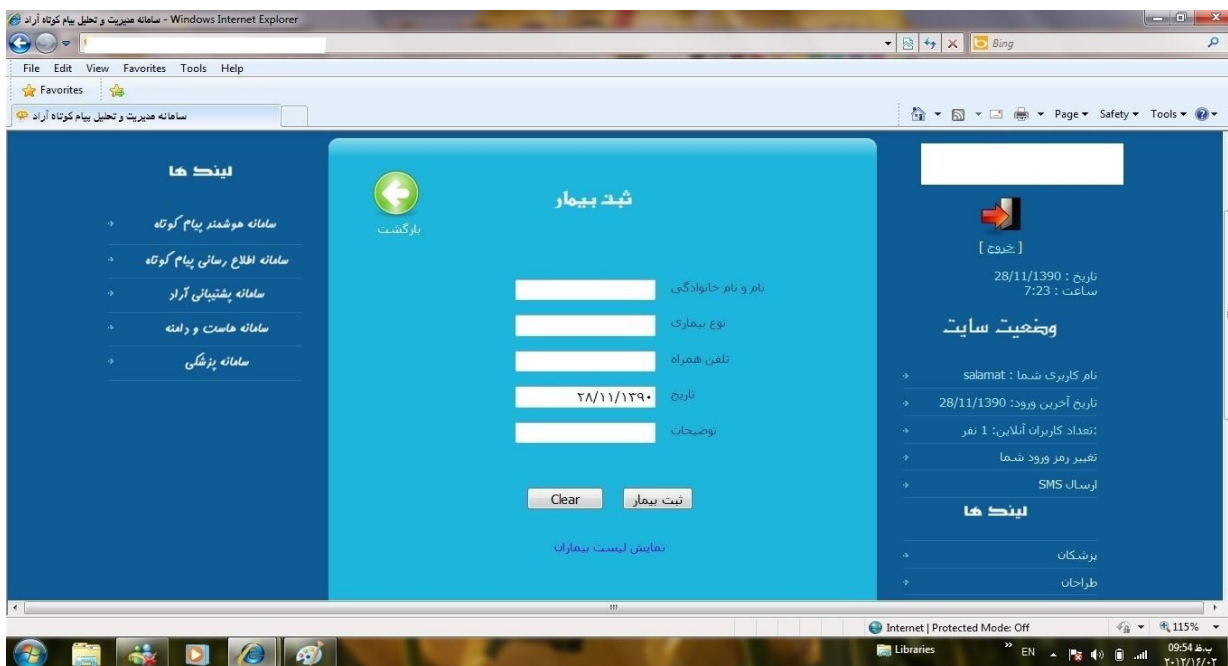 سامانه مدیریت و تحلیل پیام کوتاه آراد - Windows Internet Explorer
Bing
File Edit View Favorites Tools Help
Favorites
سامانه مدیریت و تحلیل پیام کوتاه آراد
Page Safety Tools
[ خروج ]
تاریخ : 28/11/1390
ساعت : 7:23
وضعیت سایت
نام کاربری شما : salamat
تاریخ آخرین ورود: 28/11/1390
:تعداد کاربران آنلاین: 1 نفر
تغییر رمز ورود شما
ارسال SMS
لینک ها
پزشکان
طراحان
ثبت بیمار
بازگشت
نام و نام خانوادگی
نوع بیماری
تلفن همراه
تاریخ ۲۸/۱۱/۱۳۹۰
توضیحات
ثبت بیمار Clear
نمایش لیست بیماران
لینک ها
سامانه هوشمند پیام کوتاه
سامانه اطلاع رسانی پیام کوتاه
سامانه پشتیبانی آراد
سامانه هاست و دامنه
سامانه پزشکی
Internet | Protected Mode: Off
115%
Libraries
EN
09:54 ب.ظ